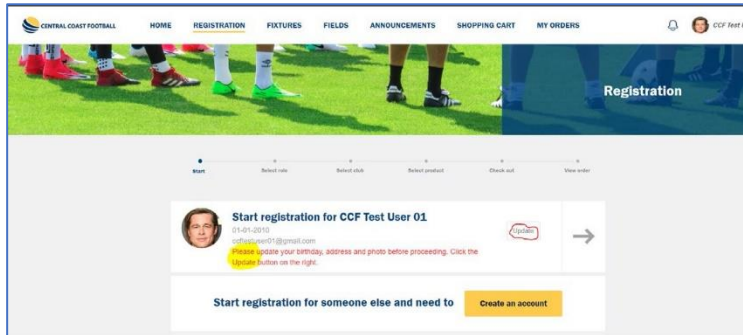 CENTRAL COAST FOOTBALL HOME REGISTRATION FIXTURES FIELDS ANNOUNCEMENTS SHOPPING CART MY ORDERS CCF Test
Registration
Start Select role Select club Select product Check out View order
Start registration for CCF Test User 01
01-01-2010
ccftestuser01@gmail.com
Please update your birthday, address and photo before proceeding. Click the
Update button on the right.
Update
Start registration for someone else and need to Create an account